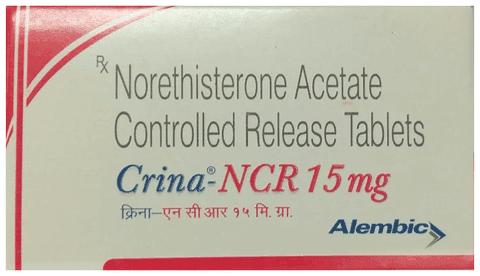 Rx Norethisterone Acetate
Controlled Release Tablets
Crina®-NCR 15 mg
क्रिना–एन सी आर १५ मि. ग्रा.
Alembic